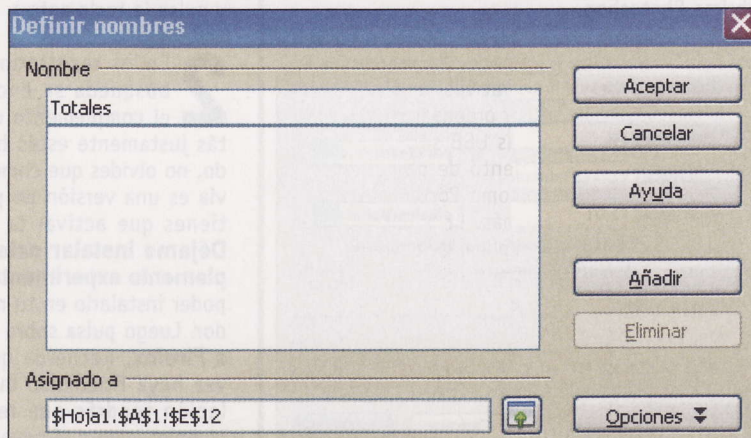 Definir nombres
Nombre
Totales
Asignado a
$Hoja1.$A$1:$E$12
Aceptar
Cancelar
Ayuda
Añadir
Eliminar
Opciones